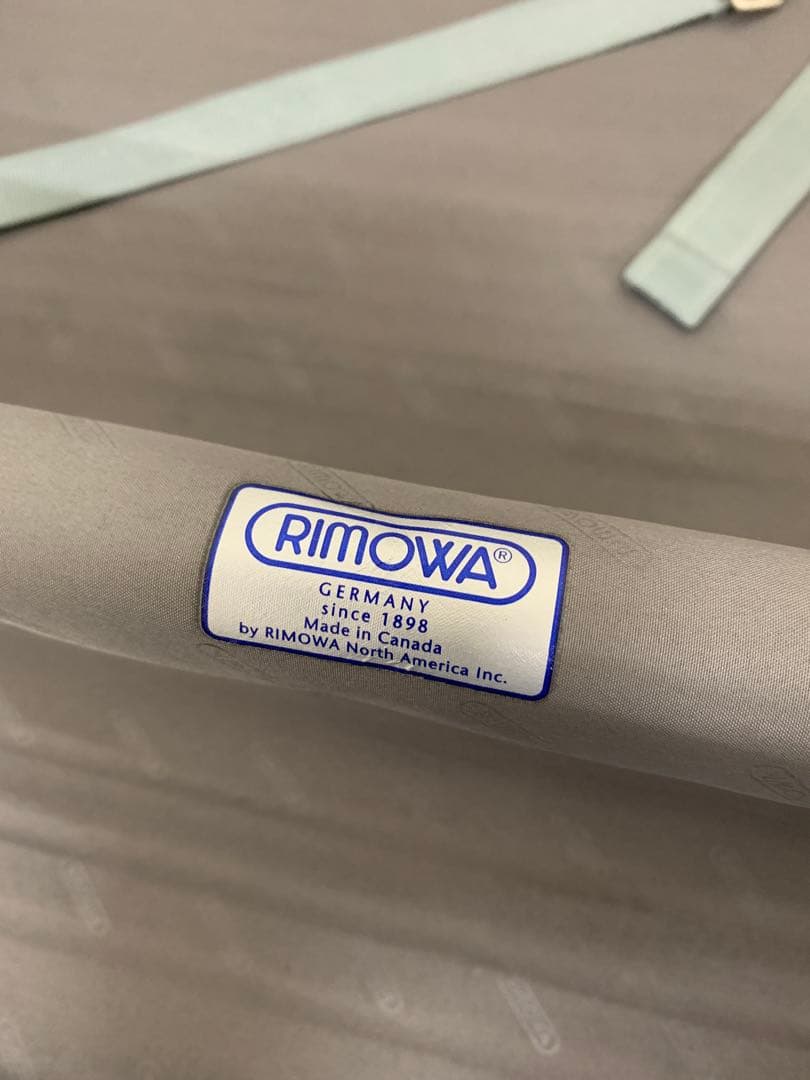 RIMOWA®
GERMANY
since 1898
Made in Canada
by RIMOWA North America Inc.